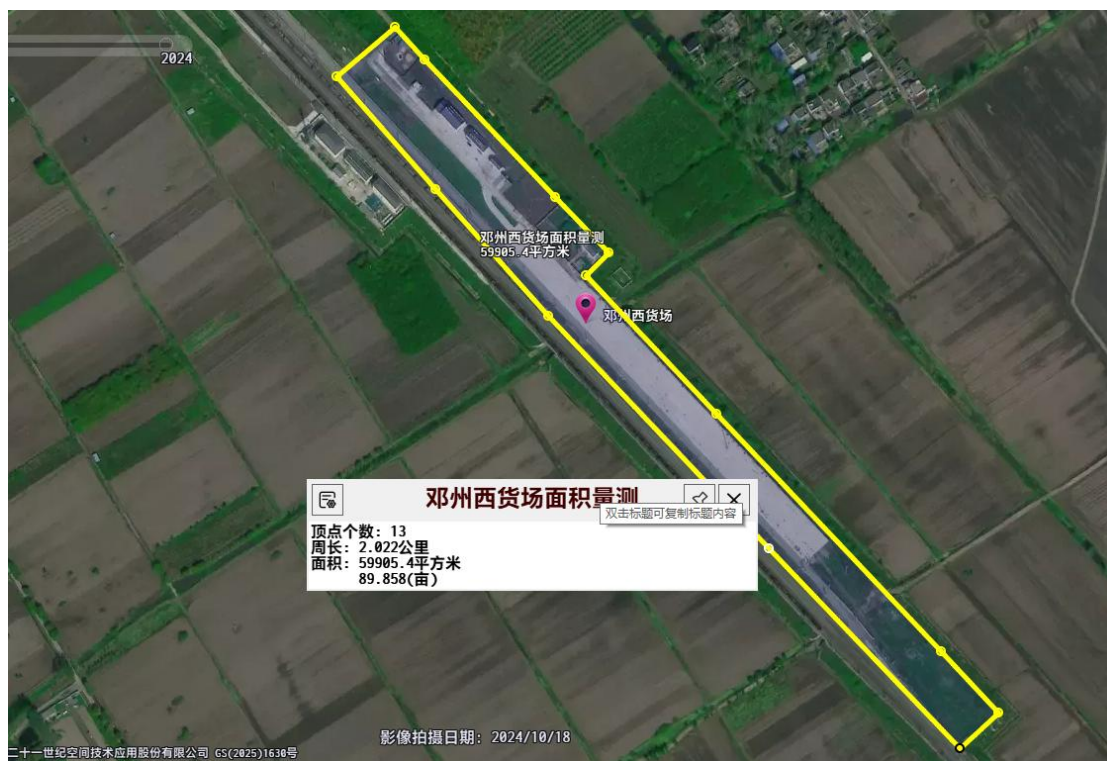 2024
邓州西货场面积量测
59905.4平方米
邓州西货场
邓州西货场面积量测
双击标题可复制标题内容
顶点个数: 13
周长: 2.022公里
面积: 59905.4平方米
89.858(亩)
影像拍摄日期: 2024/10/18
二十一世纪空间技术应用股份有限公司 GS(2025)1630号